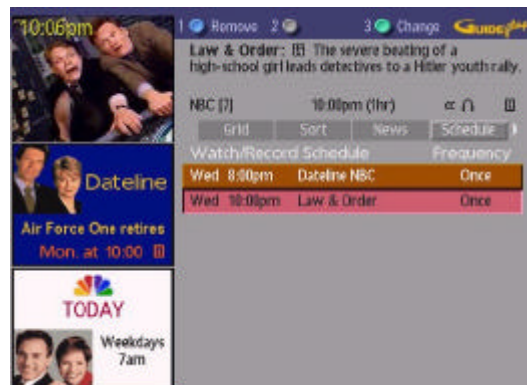 10:06pm
1 Remove 2 3 Change GUIDE
Law & Order: The severe beating of a
high-school girl leads detectives to a Hitler youth rally.
NBC [7] 10:00pm (1hr) cc
Grid Sort News Schedule
Watch/Record Schedule Frequency
Wed 8:00pm Dateline NBC Once
Wed 10:00pm Law & Order Once
Dateline
Air Force One retires
Mon. at 10:00
TODAY
Weekdays
7am